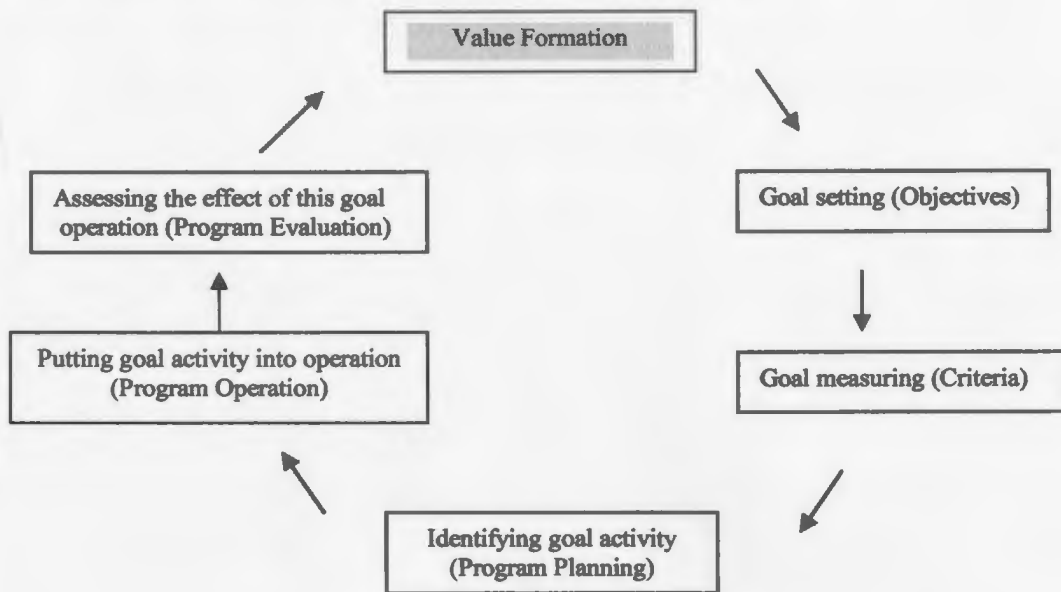 Value Formation
Assessing the effect of this goal
operation (Program Evaluation)
Goal setting (Objectives)
Putting goal activity into operation
(Program Operation)
Goal measuring (Criteria)
Identifying goal activity
(Program Planning)